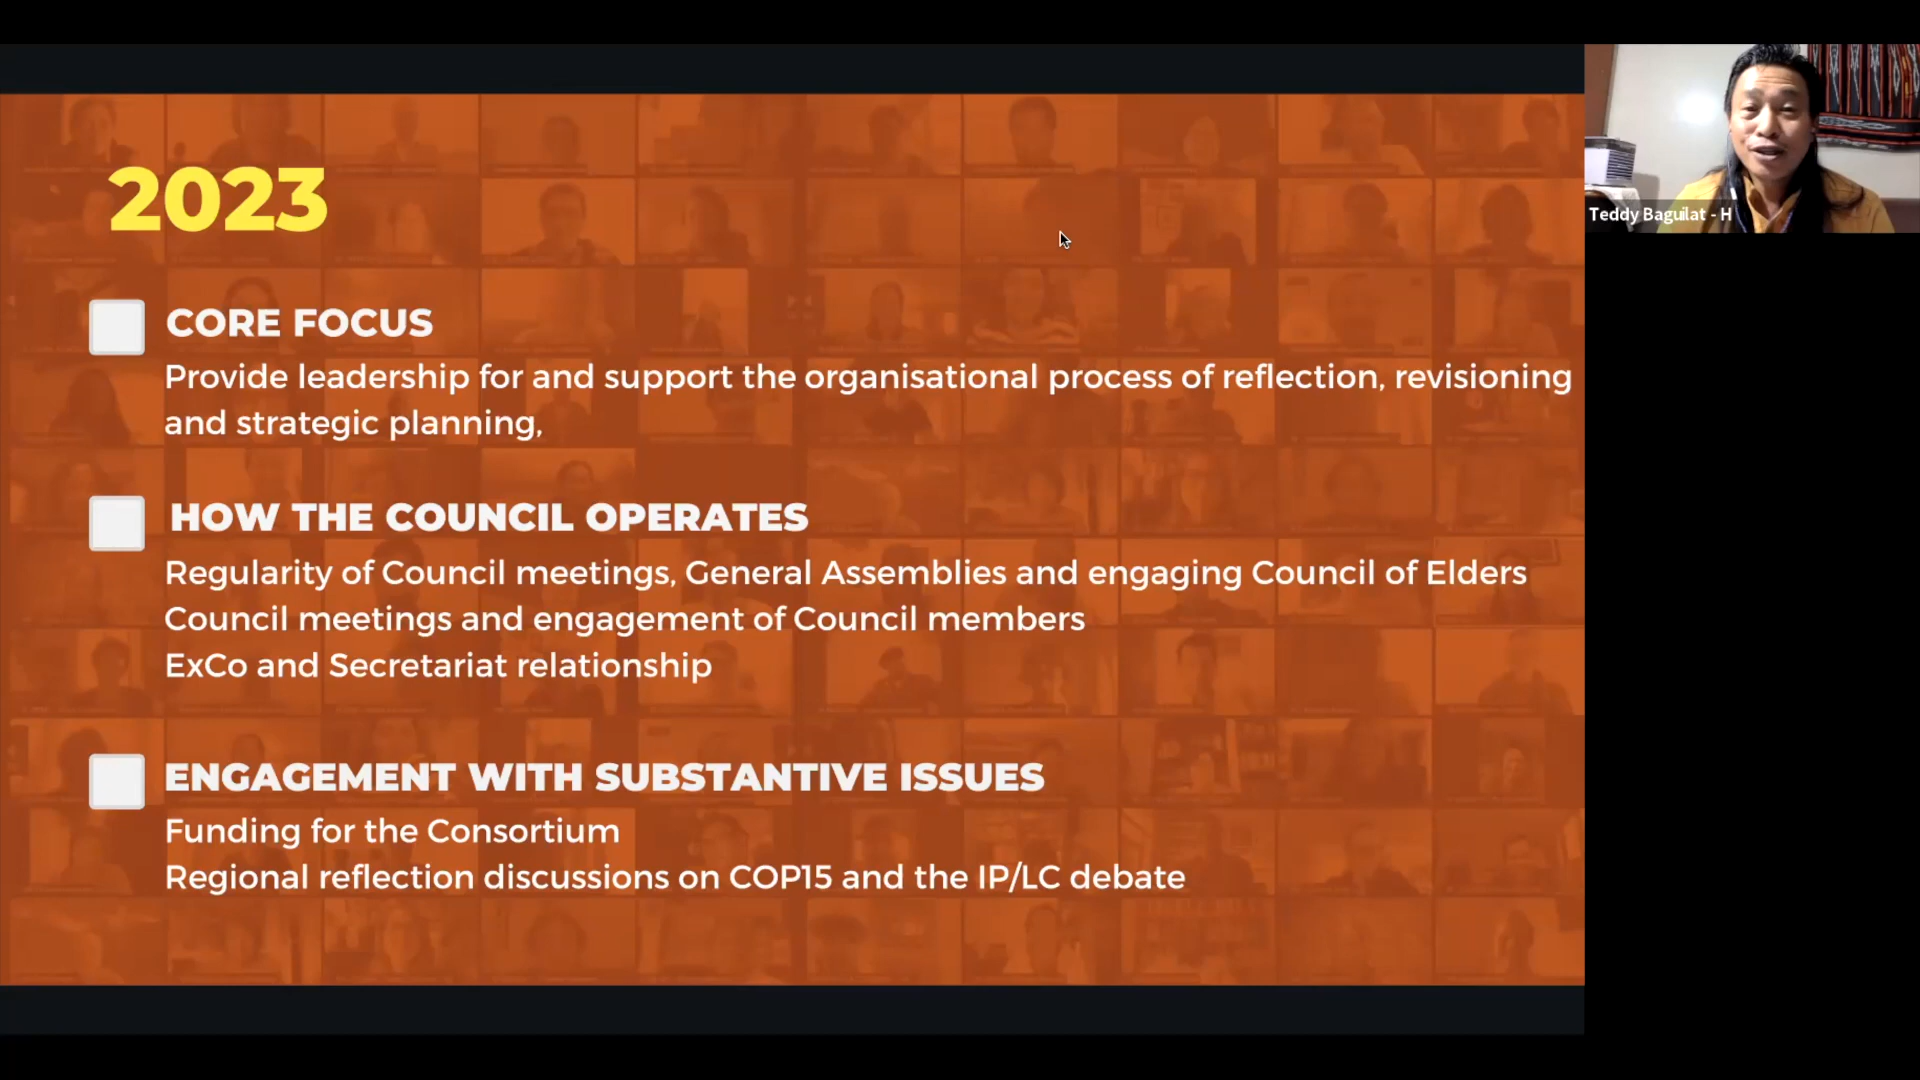 2023
CORE FOCUS
Provide leadership for and support the organisational process of reflection, revisioning
and strategic planning,
HOW THE COUNCIL OPERATES
Regularity of Council meetings, General Assemblies and engaging Council of Elders
Council meetings and engagement of Council members
ExCo and Secretariat relationship
ENGAGEMENT WITH SUBSTANTIVE ISSUES
Funding for the Consortium
Regional reflection discussions on COP15 and the IP/LC debate
Teddy Baguilat - H